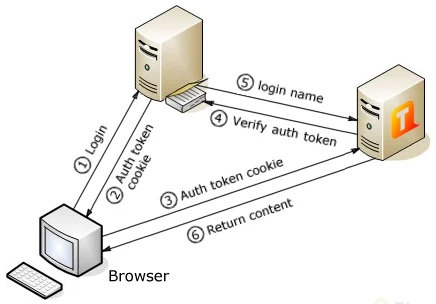 ⑤ login name
④ Verify auth token
① Login
② Auth token
cookie
③ Auth token cookie
⑥ Return content
Browser
T